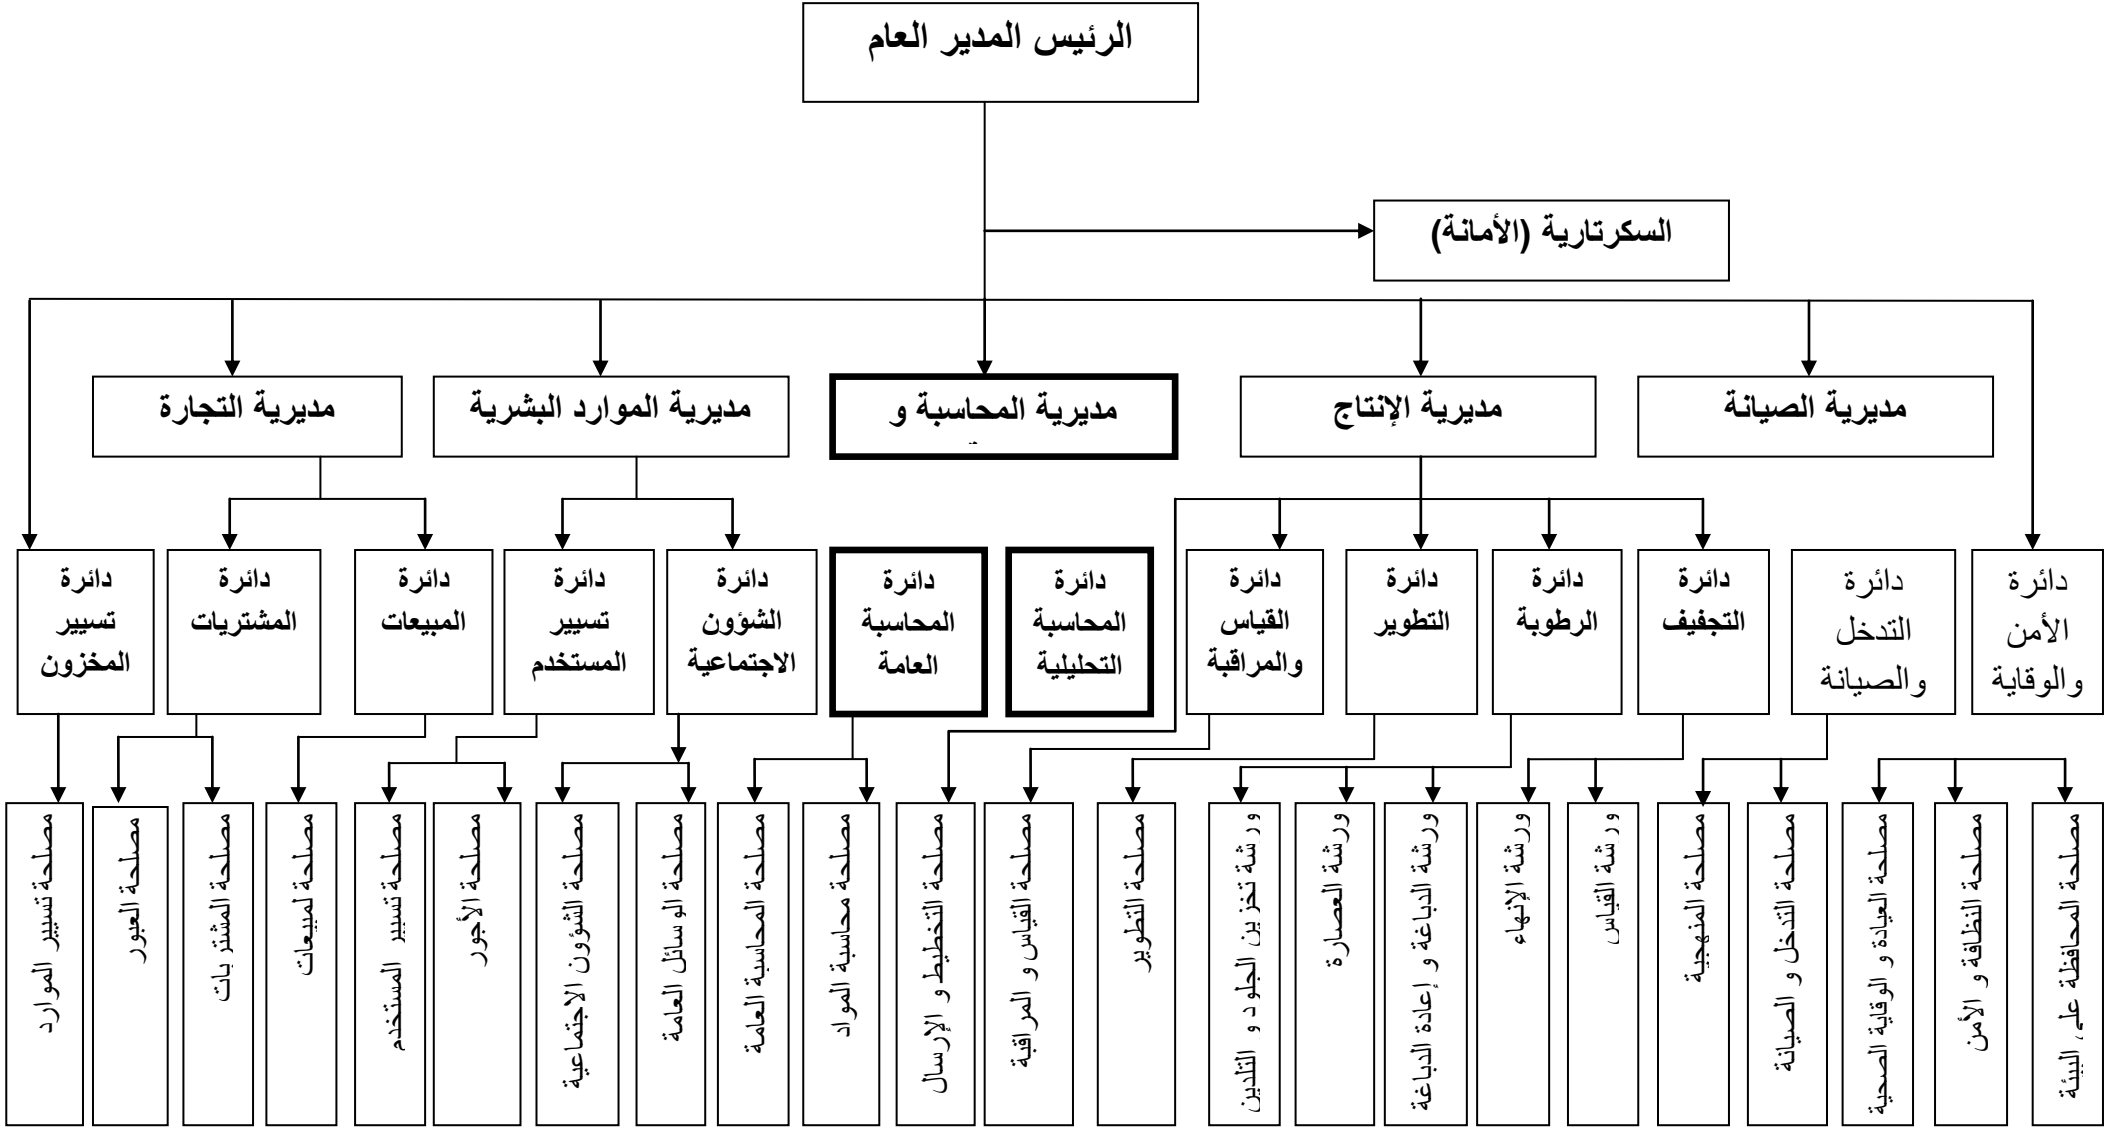 الرئيس المدير العام
السكرتارية (الأمانة)
مديرية الصيانة
مديرية الإنتاج
مديرية المحاسبة و
مديرية الموارد البشرية
مديرية التجارة
دائرة
الأمن
والوقاية
دائرة
التدخل
والصيانة
دائرة
التجفيف
دائرة
الرطوبة
دائرة
التطوير
دائرة
القياس
والمراقبة
دائرة
المحاسبة
التحليلية
دائرة
المحاسبة
العامة
دائرة
الشؤون
الاجتماعية
دائرة
تسيير
المستخدم
دائرة
المبيعات
دائرة
المشتريات
دائرة
تسيير
المخزون
مصلحة المحافظة على البيئة
مصلحة النظافة و الأمن
مصلحة العيادة و الوقاية الصحية
مصلحة التدخل و الصيانة
مصلحة المنهجية
ورشة القياس
ورشة الإنهاء
ورشة الدباغة و إعادة الدباغة
ورشة العصارة
ورشة تخزين الجلود و التلدين
مصلحة التطوير
مصلحة القياس و المراقبة
مصلحة التخطيط و الإرسال
مصلحة محاسبة المواد
مصلحة المحاسبة العامة
مصلحة الوسائل العامة
مصلحة الشؤون الاجتماعية
مصلحة الأجور
مصلحة تسيير المستخدم
مصلحة لمبيعات
مصلحة المشتريات
مصلحة العبور
مصلحة تسيير الموارد